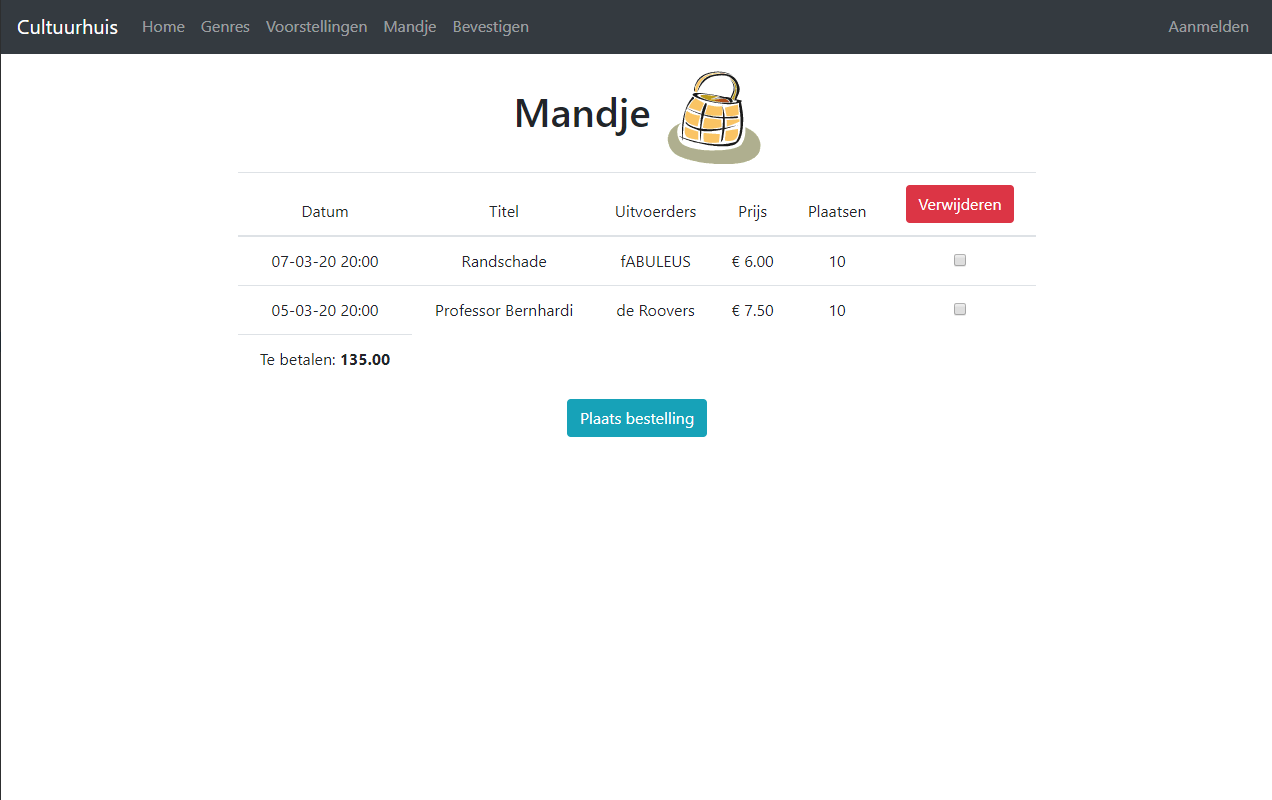 Cultuurhuis Home Genres Voorstellingen Mandje Bevestigen Aanmelden
Mandje
Datum Titel Uitvoerders Prijs Plaatsen Verwijderen
07-03-20 20:00 Randschade fABULEUS € 6.00 10
05-03-20 20:00 Professor Bernhardi de Roovers € 7.50 10
Te betalen: 135.00
Plaats bestelling